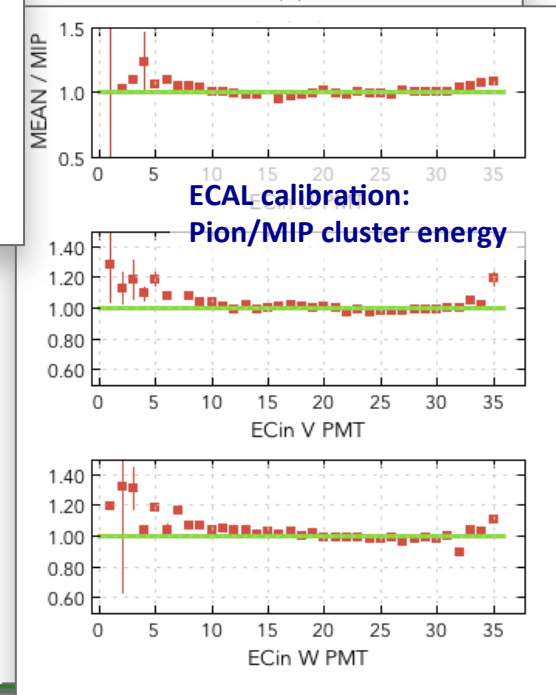 1.5
1.0
0.5
MEAN / MIP
0 5 10 15 20 25 30 35
ECAL calibration:
Pion/MIP cluster energy
1.40
1.20
1.00
0.80
0.60
0 5 10 15 20 25 30 35
ECin V PMT
1.40
1.20
1.00
0.80
0.60
0 5 10 15 20 25 30 35
ECin W PMT